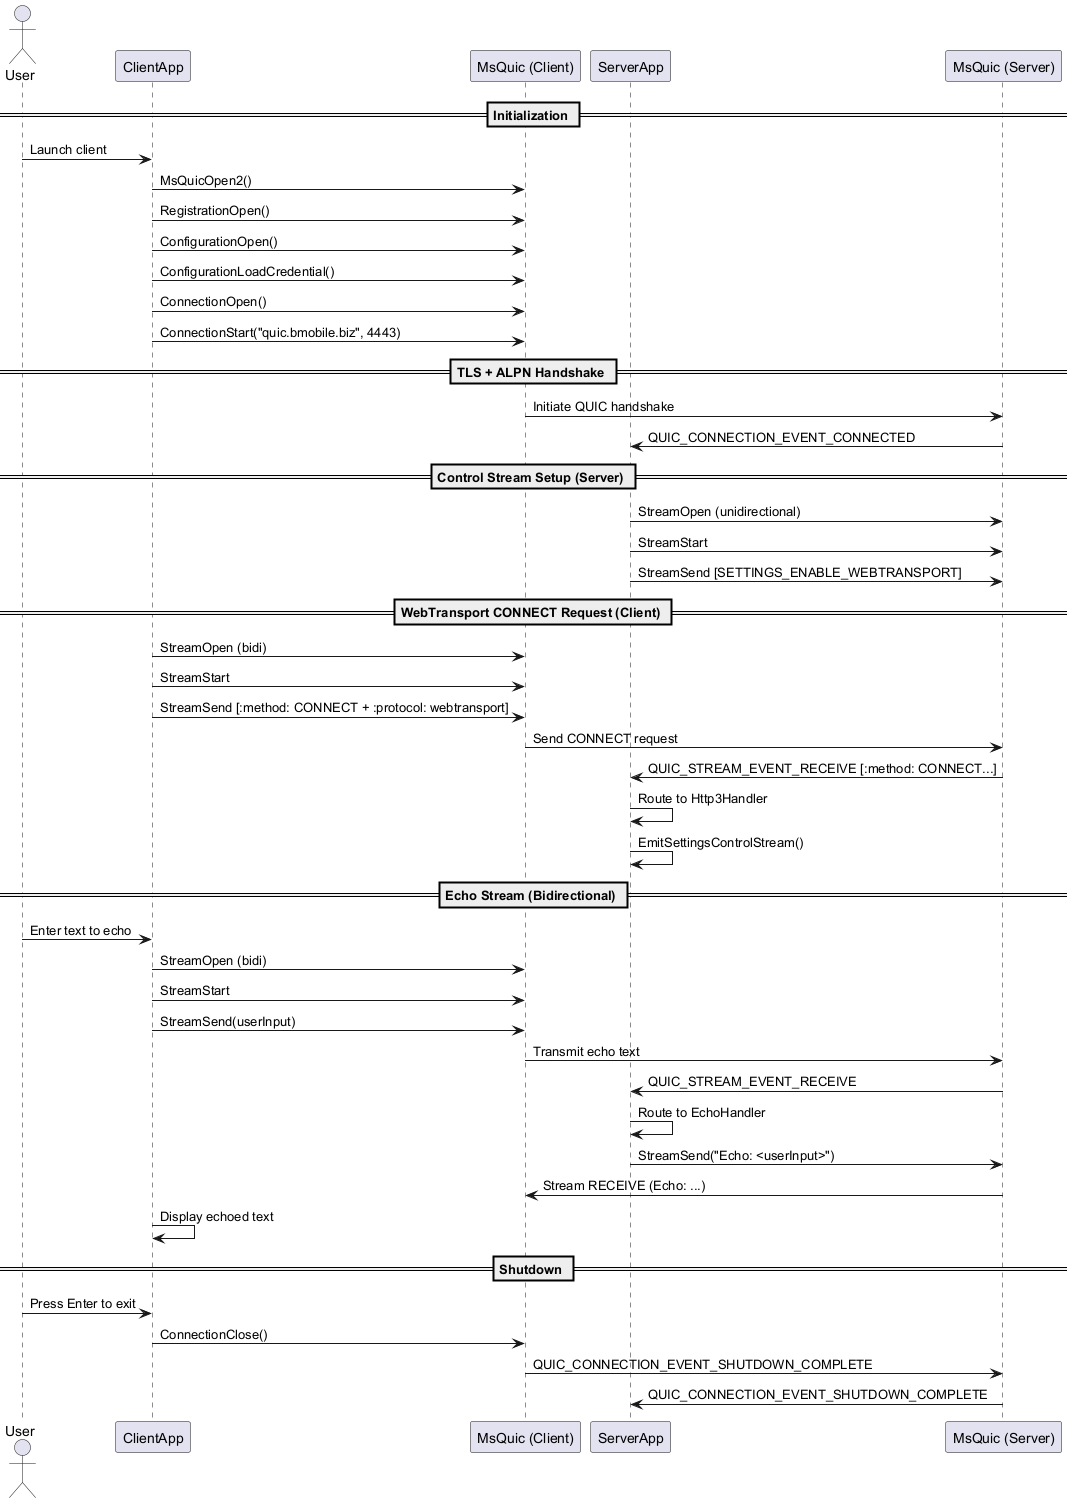 User
ClientApp
MsQuic (Client)
ServerApp
MsQuic (Server)
Initialization
Launch client
MsQuicOpen2()
RegistrationOpen()
ConfigurationOpen()
ConfigurationLoadCredential()
ConnectionOpen()
ConnectionStart("quic.bmobile.biz", 4443)
TLS + ALPN Handshake
Initiate QUIC handshake
QUIC_CONNECTION_EVENT_CONNECTED
Control Stream Setup (Server)
StreamOpen (unidirectional)
StreamStart
StreamSend [SETTINGS_ENABLE_WEBTRANSPORT]
WebTransport CONNECT Request (Client)
StreamOpen (bidi)
StreamStart
StreamSend [:method: CONNECT + :protocol: webtransport]
Send CONNECT request
QUIC_STREAM_EVENT_RECEIVE [:method: CONNECT...]
Route to Http3Handler
EmitSettingsControlStream()
Echo Stream (Bidirectional)
Enter text to echo
StreamOpen (bidi)
StreamStart
StreamSend(userInput)
Transmit echo text
QUIC_STREAM_EVENT_RECEIVE
Route to EchoHandler
StreamSend("Echo: <userInput>")
Stream RECEIVE (Echo: ...)
Display echoed text
Shutdown
Press Enter to exit
ConnectionClose()
QUIC_CONNECTION_EVENT_SHUTDOWN_COMPLETE
QUIC_CONNECTION_EVENT_SHUTDOWN_COMPLETE
User
ClientApp
MsQuic (Client)
ServerApp
MsQuic (Server)